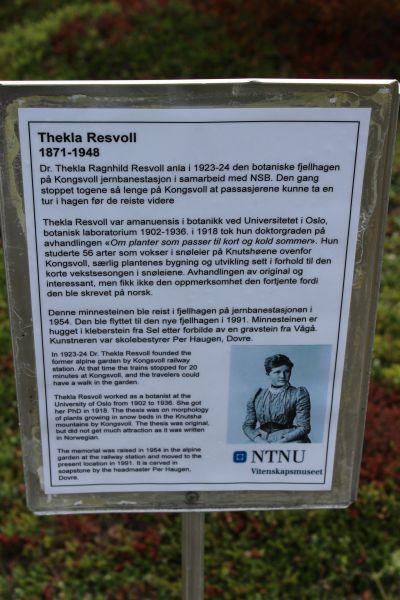 Thekla Resvoll
1871-1948
Dr. Thekla Ragnhild Resvoll anla i 1923-24 den botaniske fjellhagen
på Kongsvoll jernbanestasjon i samarbeid med NSB. Den gang
stoppet togene så lenge på Kongsvoll at passasjerene kunne ta en
tur i hagen før de reiste videre
Thekla Resvoll var amanuensis i botanikk ved Universitetet i Oslo,
botanisk laboratorium 1902-1936. i 1918 tok hun doktorgraden på
avhandlingen «Om planter som passer til kort og kold sommer». Hun
studerte 56 arter som vokser i snøleier på Knutshøene ovenfor
Kongsvoll, særlig plantenes bygning og utvikling sett i forhold til den
korte vekstsesongen i snøleiene. Avhandlingen av original og
interessant, men fikk ikke den oppmerksomhet den fortjente fordi
den ble skrevet på norsk.
Denne minnesteinen ble reist i fjellhagen på jernbanestasjonen i
1954. Den ble flyttet til den nye fjellhagen i 1991. Minnesteinen er
hugget i kleberstein fra Sel etter forbilde av en gravstein fra Vågå.
Kunstneren var skolebestyrer Per Haugen, Dovre.
In 1923-24 Dr. Thekla Resvoll founded the
former alpine garden by Kongsvoll railway
station. At that time the trains stopped for 20
minutes at Kongsvoll, and the travelers could
have a walk in the garden.
Thekla Resvoll worked as a botanist at the
University of Oslo from 1902 to 1936. She got
her PhD in 1918. The thesis was on morphology
of plants growing in snow beds in the Knutshø
mountains by Kongsvoll. The thesis was original,
but did not get much attraction as it was written
in Norwegian.
The memorial was raised in 1954 in the alpine
garden at the railway station and moved to the
present location in 1991. It is carved in
soapstone by the headmaster Per Haugen,
Dovre.
NTNU
Vitenskapsmuseet